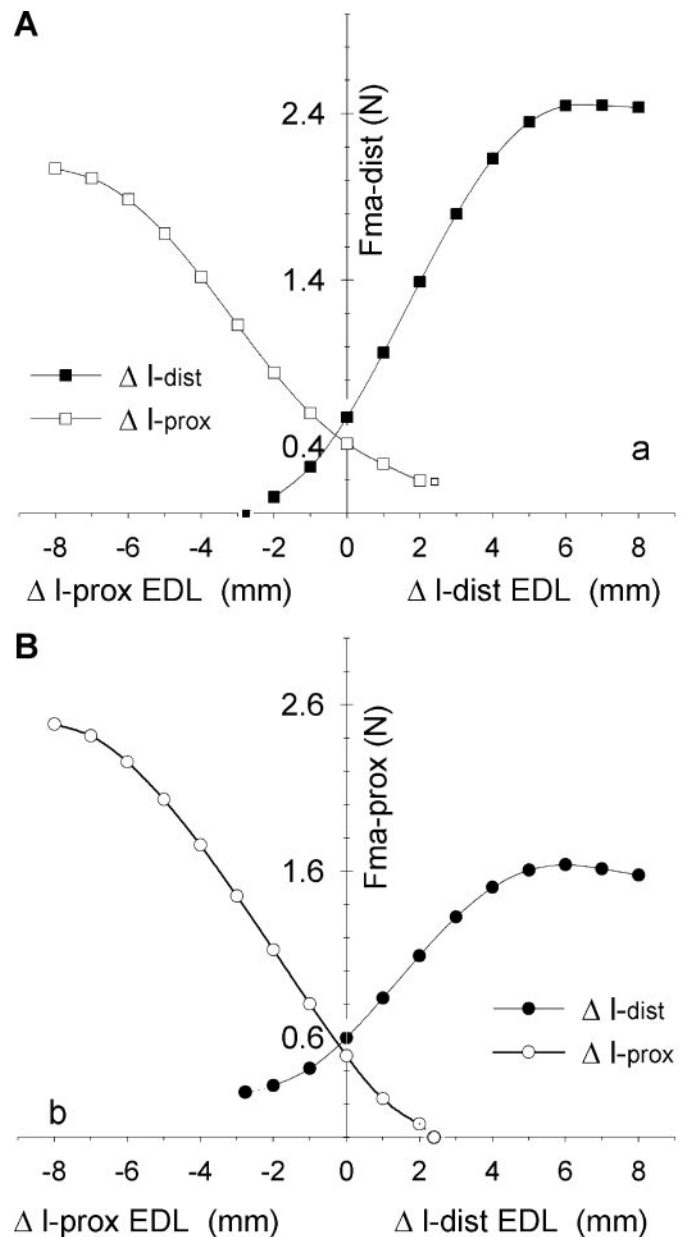 A
2.4
Fma-dist (N)
1.4
Δ l-dist
Δ l-prox
0.4
a
-8 -6 -4 -2 0 2 4 6 8
Δ l-prox EDL (mm) Δ l-dist EDL (mm)
B
2.6
Fma-prox (N)
1.6
0.6
Δ l-dist
Δ l-prox
b
-8 -6 -4 -2 0 2 4 6 8
Δ l-prox EDL (mm) Δ l-dist EDL (mm)